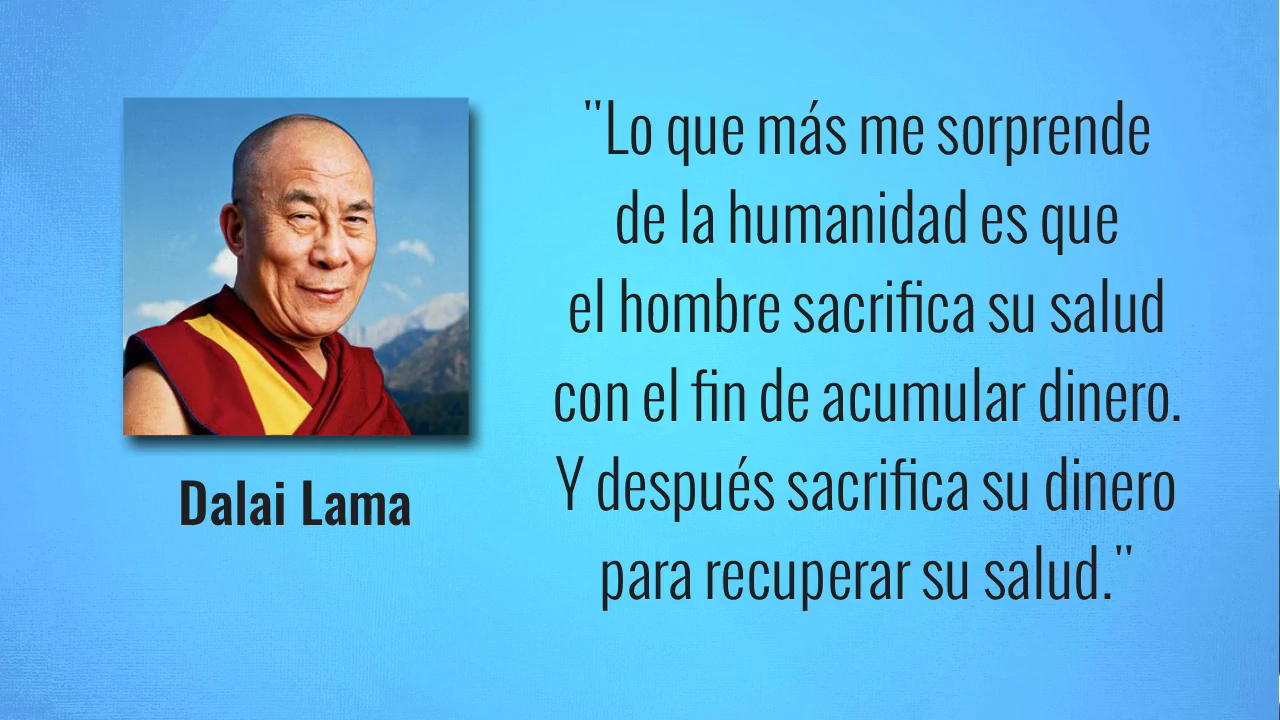 "Lo que más me sorprende
de la humanidad es que
el hombre sacrifica su salud
con el fin de acumular dinero.
Y después sacrifica su dinero
para recuperar su salud."
Dalai Lama